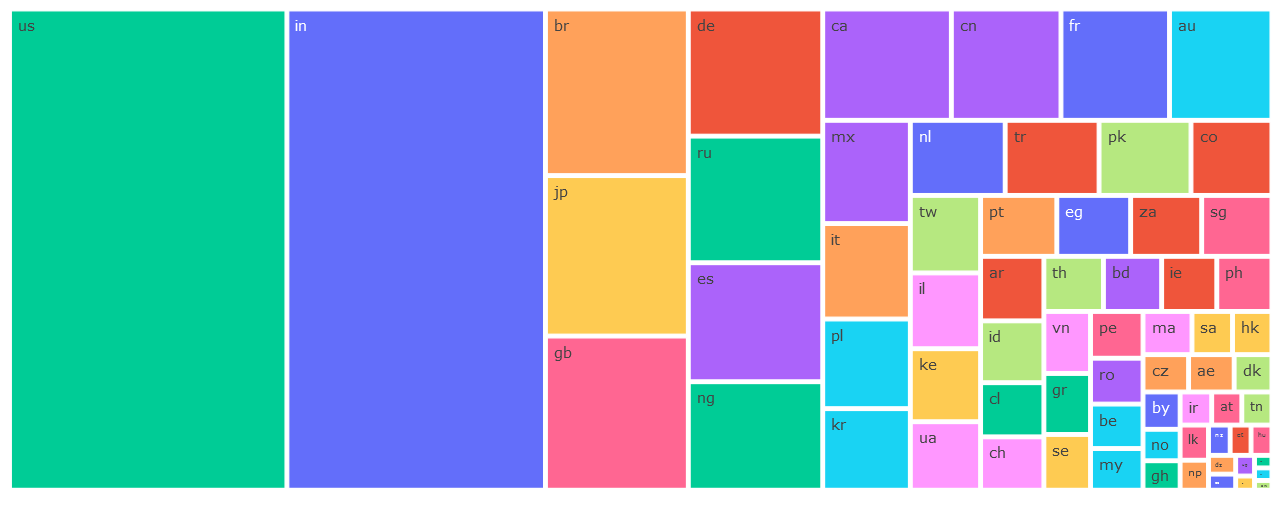 us
in
br
jp
gb
de
ru
es
ng
ca
cn
fr
au
mx
it
pl
kr
nl
tr
pk
co
tw
il
ke
ua
pt
eg
za
sg
ar
id
cl
ch
th
bd
ie
ph
vn
gr
se
pe
ro
be
my
ma
sa
hk
cz
ae
dk
by
no
gh
ir
at
tn
lk
np
nz
hu
dz